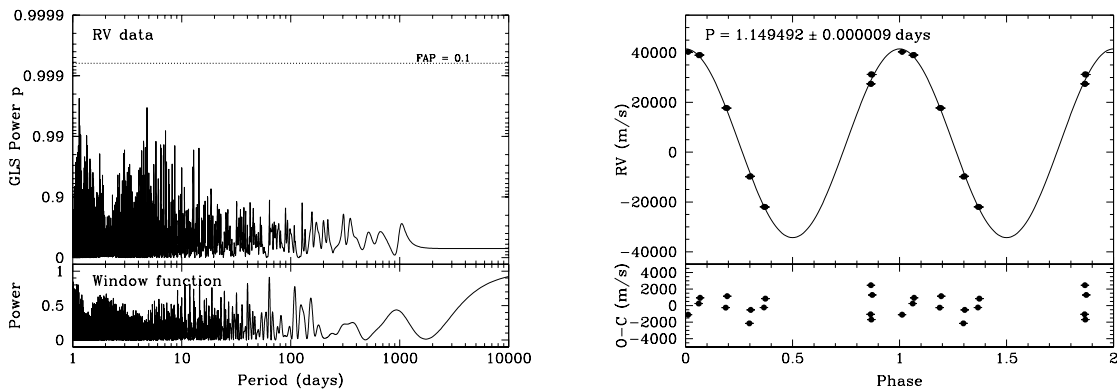 RV data
FAP = 0.1
GLS Power p
0.9999
0.999
0.99
0.9
0
Window function
Power
1
0.5
0
1 10 100 1000 10000
Period (days)
P = 1.149492 ± 0.000009 days
RV (m/s)
40000
20000
0
−20000
−40000
O−C (m/s)
4000
2000
0
−2000
−4000
0 0.5 1 1.5 2
Phase